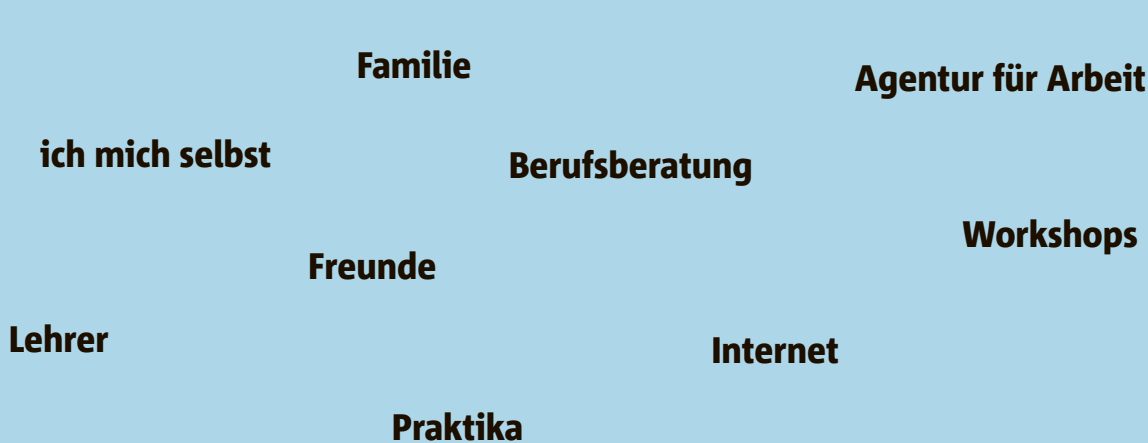 Familie
Agentur für Arbeit
ich mich selbst
Berufsberatung
Workshops
Freunde
Lehrer
Internet
Praktika